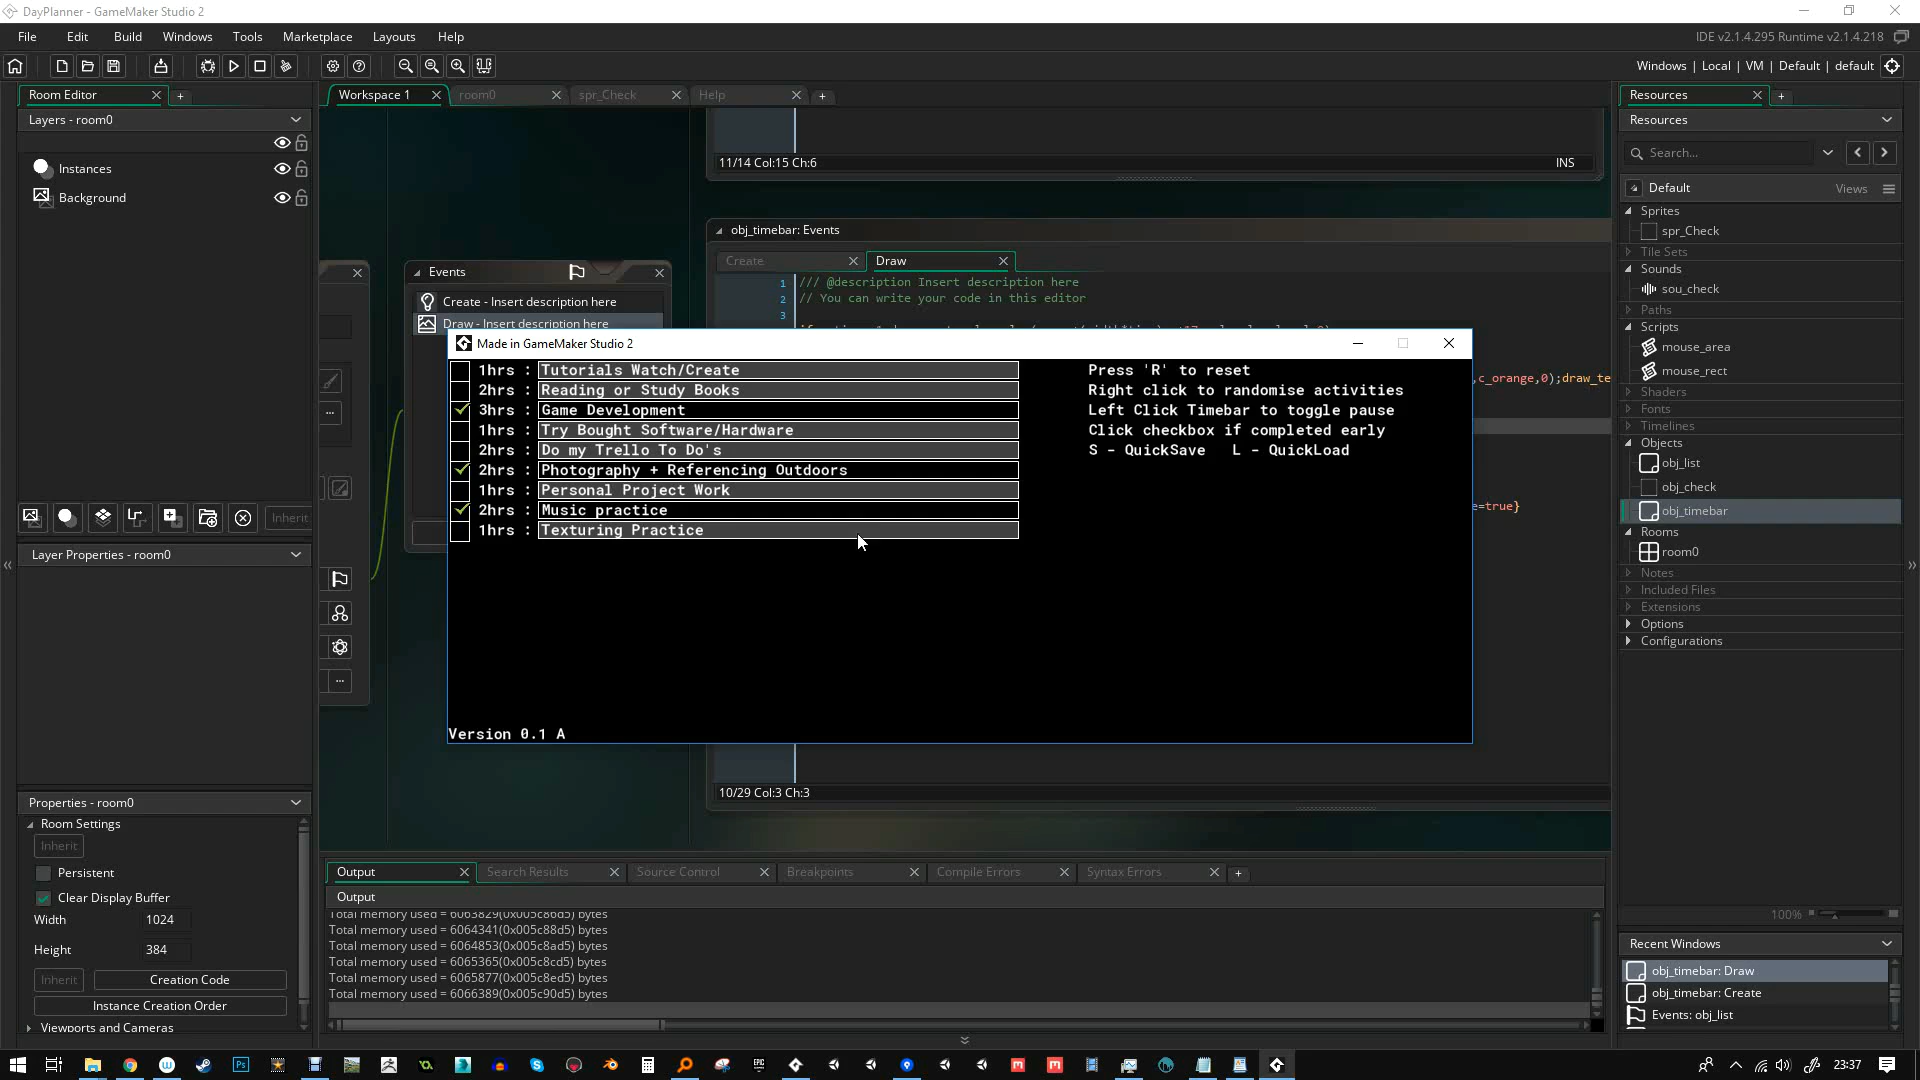 DayPlanner - GameMaker Studio 2
File Edit Build Windows Tools Marketplace Layouts Help
IDE v2.1.4.295 Runtime v2.1.4.218
Windows | Local | VM | Default | default
Room Editor
Layers - room0
Instances
Background
Inherit
Layer Properties - room0
Properties - room0
Room Settings
Inherit
Persistent
Clear Display Buffer
Width 1024
Height 384
Inherit Creation Code
Instance Creation Order
Viewports and Cameras
Workspace 1 room0 spr_Check Help
11/14 Col:15 Ch:6 INS
obj_timebar: Events
Create Draw
1 /// @description Insert description here
2 // You can write your code in this editor
3
Events
Create - Insert description here
Draw - Insert description here
,c_orange,0);draw_te
e=true}
10/29 Col:3 Ch:3
Made in GameMaker Studio 2
1hrs : Tutorials Watch/Create
2hrs : Reading or Study Books
3hrs : Game Development
1hrs : Try Bought Software/Hardware
2hrs : Do my Trello To Do's
2hrs : Photography + Referencing Outdoors
1hrs : Personal Project Work
2hrs : Music practice
1hrs : Texturing Practice
Press 'R' to reset
Right click to randomise activities
Left Click Timebar to toggle pause
Click checkbox if completed early
S - QuickSave L - QuickLoad
Version 0.1 A
Output Search Results Source Control Breakpoints Compile Errors Syntax Errors
Output
Total memory used = 6063829(0x005c86d5) bytes
Total memory used = 6064341(0x005c88d5) bytes
Total memory used = 6064853(0x005c8ad5) bytes
Total memory used = 6065365(0x005c8cd5) bytes
Total memory used = 6065877(0x005c8ed5) bytes
Total memory used = 6066389(0x005c90d5) bytes
Resources
Resources
Search...
Default Views
Sprites
spr_Check
Tile Sets
Sounds
sou_check
Paths
Scripts
mouse_area
mouse_rect
Shaders
Fonts
Timelines
Objects
obj_list
obj_check
obj_timebar
Rooms
room0
Notes
Included Files
Extensions
Options
Configurations
100%
Recent Windows
obj_timebar: Draw
obj_timebar: Create
Events: obj_list
23:37